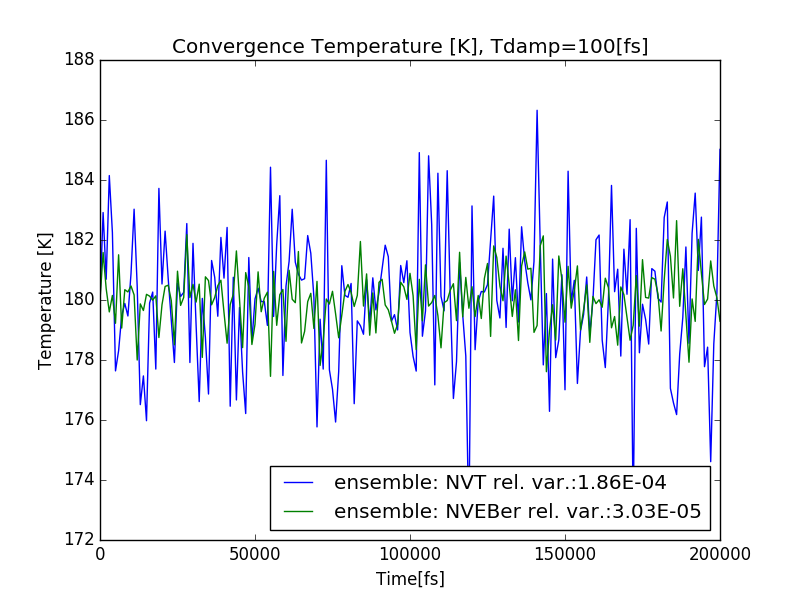 Convergence Temperature [K], Tdamp=100[fs]
188
186
184
182
180
178
176
174
172
Temperature [K]
ensemble: NVT rel. var.:1.86E-04
ensemble: NVEBer rel. var.:3.03E-05
0 50000 100000 150000 200000
Time[fs]